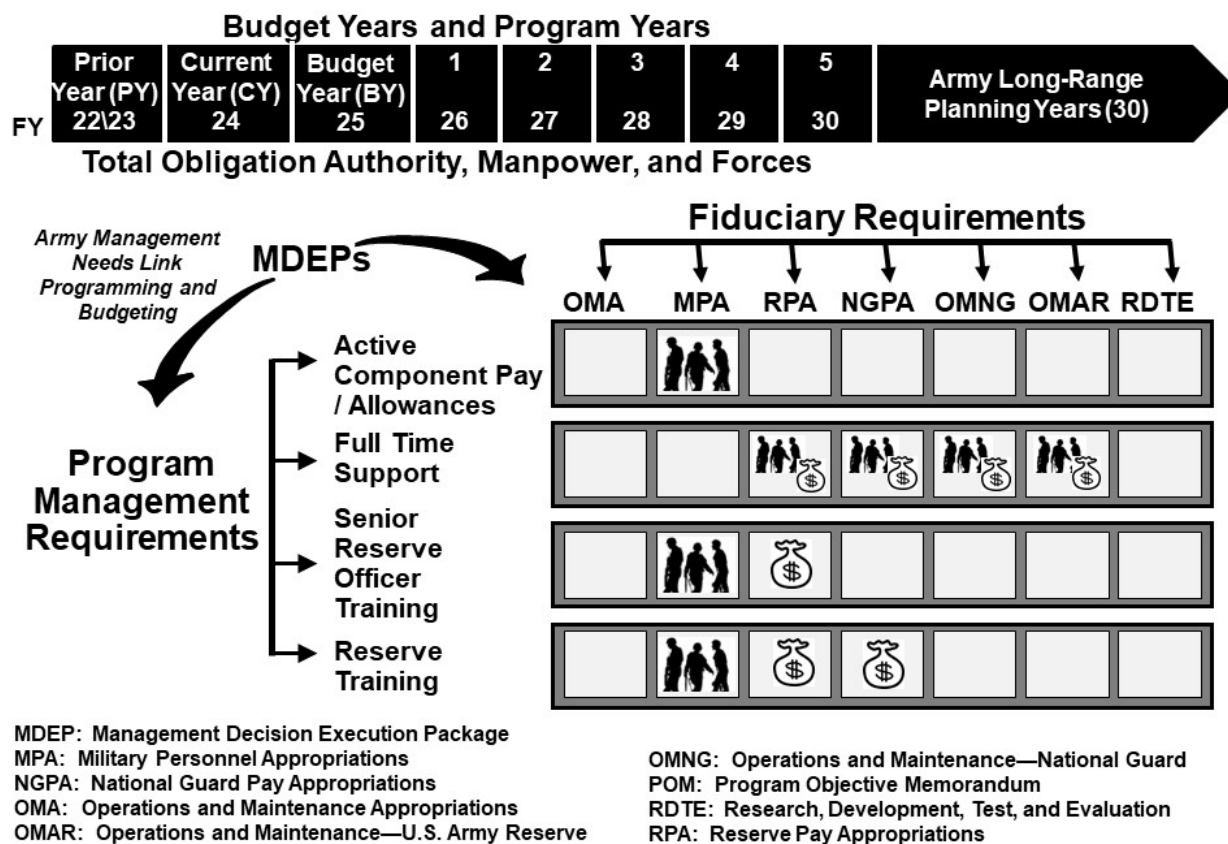 Budget Years and Program Years
Prior Year (PY) 22\23
Current Year (CY) 24
Budget Year (BY) 25
1 26
2 27
3 28
4 29
5 30
Army Long-Range
Planning Years (30)
FY
Total Obligation Authority, Manpower, and Forces
Army Management
Needs Link
Programming and
Budgeting
MDEPs
Fiduciary Requirements
OMA MPA RPA NGPA OMNG OMAR RDTE
Program
Management
Requirements
Active
Component Pay
/ Allowances
Full Time
Support
$ $ $ $
Senior
Reserve
Officer
Training
$
Reserve
Training
$ $
MDEP: Management Decision Execution Package
MPA: Military Personnel Appropriations
NGPA: National Guard Pay Appropriations
OMA: Operations and Maintenance Appropriations
OMAR: Operations and Maintenance—U.S. Army Reserve
OMNG: Operations and Maintenance—National Guard
POM: Program Objective Memorandum
RDTE: Research, Development, Test, and Evaluation
RPA: Reserve Pay Appropriations